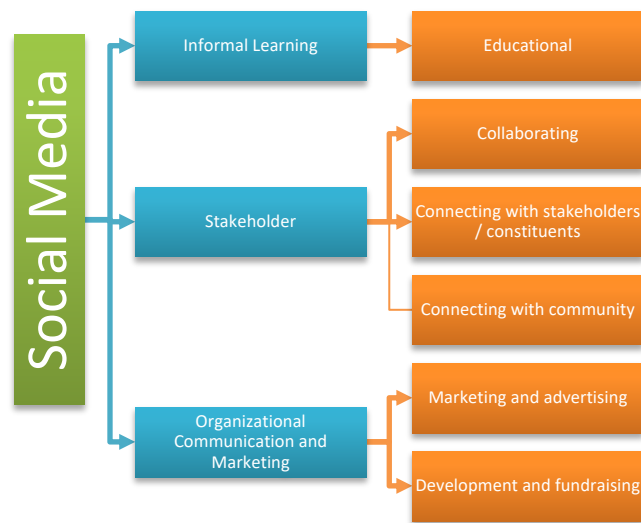 Social Media
Informal Learning
Educational
Stakeholder
Collaborating
Connecting with stakeholders
/ constituents
Connecting with community
Organizational
Communication and
Marketing
Marketing and advertising
Development and fundraising